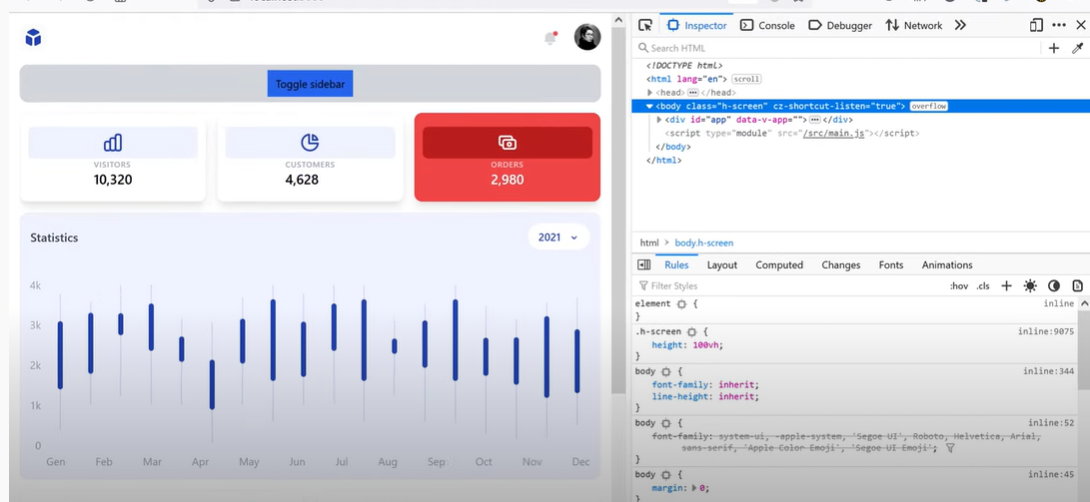 Toggle sidebar
VISITORS
10,320
CUSTOMERS
4,628
ORDERS
2,980
Statistics
2021
4k
3k
2k
1k
0
Gen Feb Mar Apr May Jun Jul Aug Sep Oct Nov Dec
Inspector Console Debugger Network
Search HTML
<!DOCTYPE html>
<html lang="en"> scroll
<head> </head>
<body class="h-screen" cz-shortcut-listen="true"> overflow
<div id="app" data-v-app=""> </div>
<script type="module" src="/src/main.js"></script>
</body>
</html>
html > body.h-screen
Rules Layout Computed Changes Fonts Animations
Filter Styles :hov .cls
element { inline
}
.h-screen { inline:9075
height: 100vh;
}
body { inline:344
font-family: inherit;
line-height: inherit;
}
body { inline:52
font-family: system-ui, -apple-system, 'Segoe UI', Roboto, Helvetica, Arial,
sans-serif, 'Apple Color Emoji', 'Segoe UI Emoji';
}
body { inline:45
margin: 0;
}